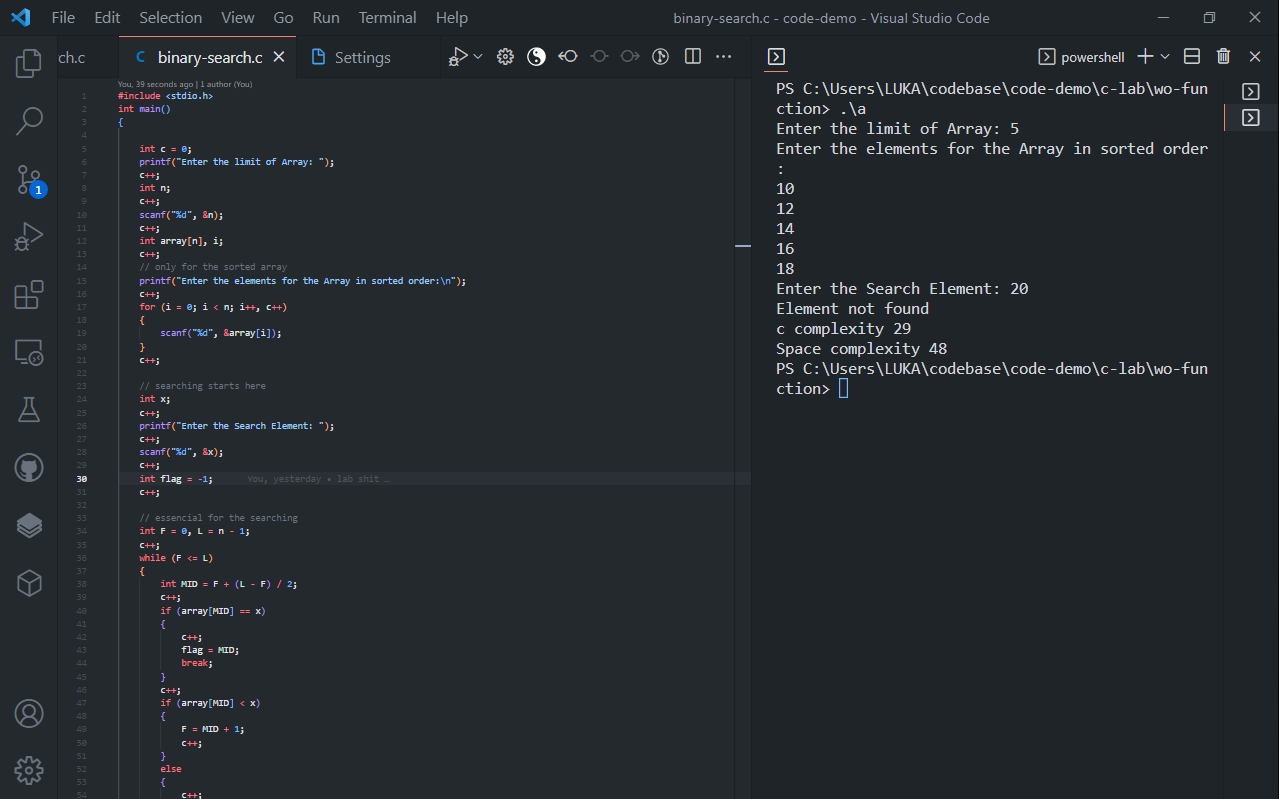 File Edit Selection View Go Run Terminal Help
binary-search.c - code-demo - Visual Studio Code
ch.c
C binary-search.c
Settings
powershell
1
You, 39 seconds ago | 1 author (You)
1 #include <stdio.h>
2 int main()
3 {
4
5 int c = 0;
6 printf("Enter the limit of Array: ");
7 c++;
8 int n;
9 c++;
10 scanf("%d", &n);
11 c++;
12 int array[n], i;
13 c++;
14 // only for the sorted array
15 printf("Enter the elements for the Array in sorted order:\n");
16 c++;
17 for (i = 0; i < n; i++, c++)
18 {
19 scanf("%d", &array[i]);
20 }
21 c++;
22
23 // searching starts here
24 int x;
25 c++;
26 printf("Enter the Search Element: ");
27 c++;
28 scanf("%d", &x);
29 c++;
30 int flag = -1; You, yesterday • lab shit …
31 c++;
32
33 // essencial for the searching
34 int F = 0, L = n - 1;
35 c++;
36 while (F <= L)
37 {
38 int MID = F + (L - F) / 2;
39 c++;
40 if (array[MID] == x)
41 {
42 c++;
43 flag = MID;
44 break;
45 }
46 c++;
47 if (array[MID] < x)
48 {
49 F = MID + 1;
50 c++;
51 }
52 else
53 {
54 c++;
PS C:\Users\LUKA\codebase\code-demo\c-lab\wo-fun
ction> .\a
Enter the limit of Array: 5
Enter the elements for the Array in sorted order
:
10
12
14
16
18
Enter the Search Element: 20
Element not found
c complexity 29
Space complexity 48
PS C:\Users\LUKA\codebase\code-demo\c-lab\wo-fun
ction>